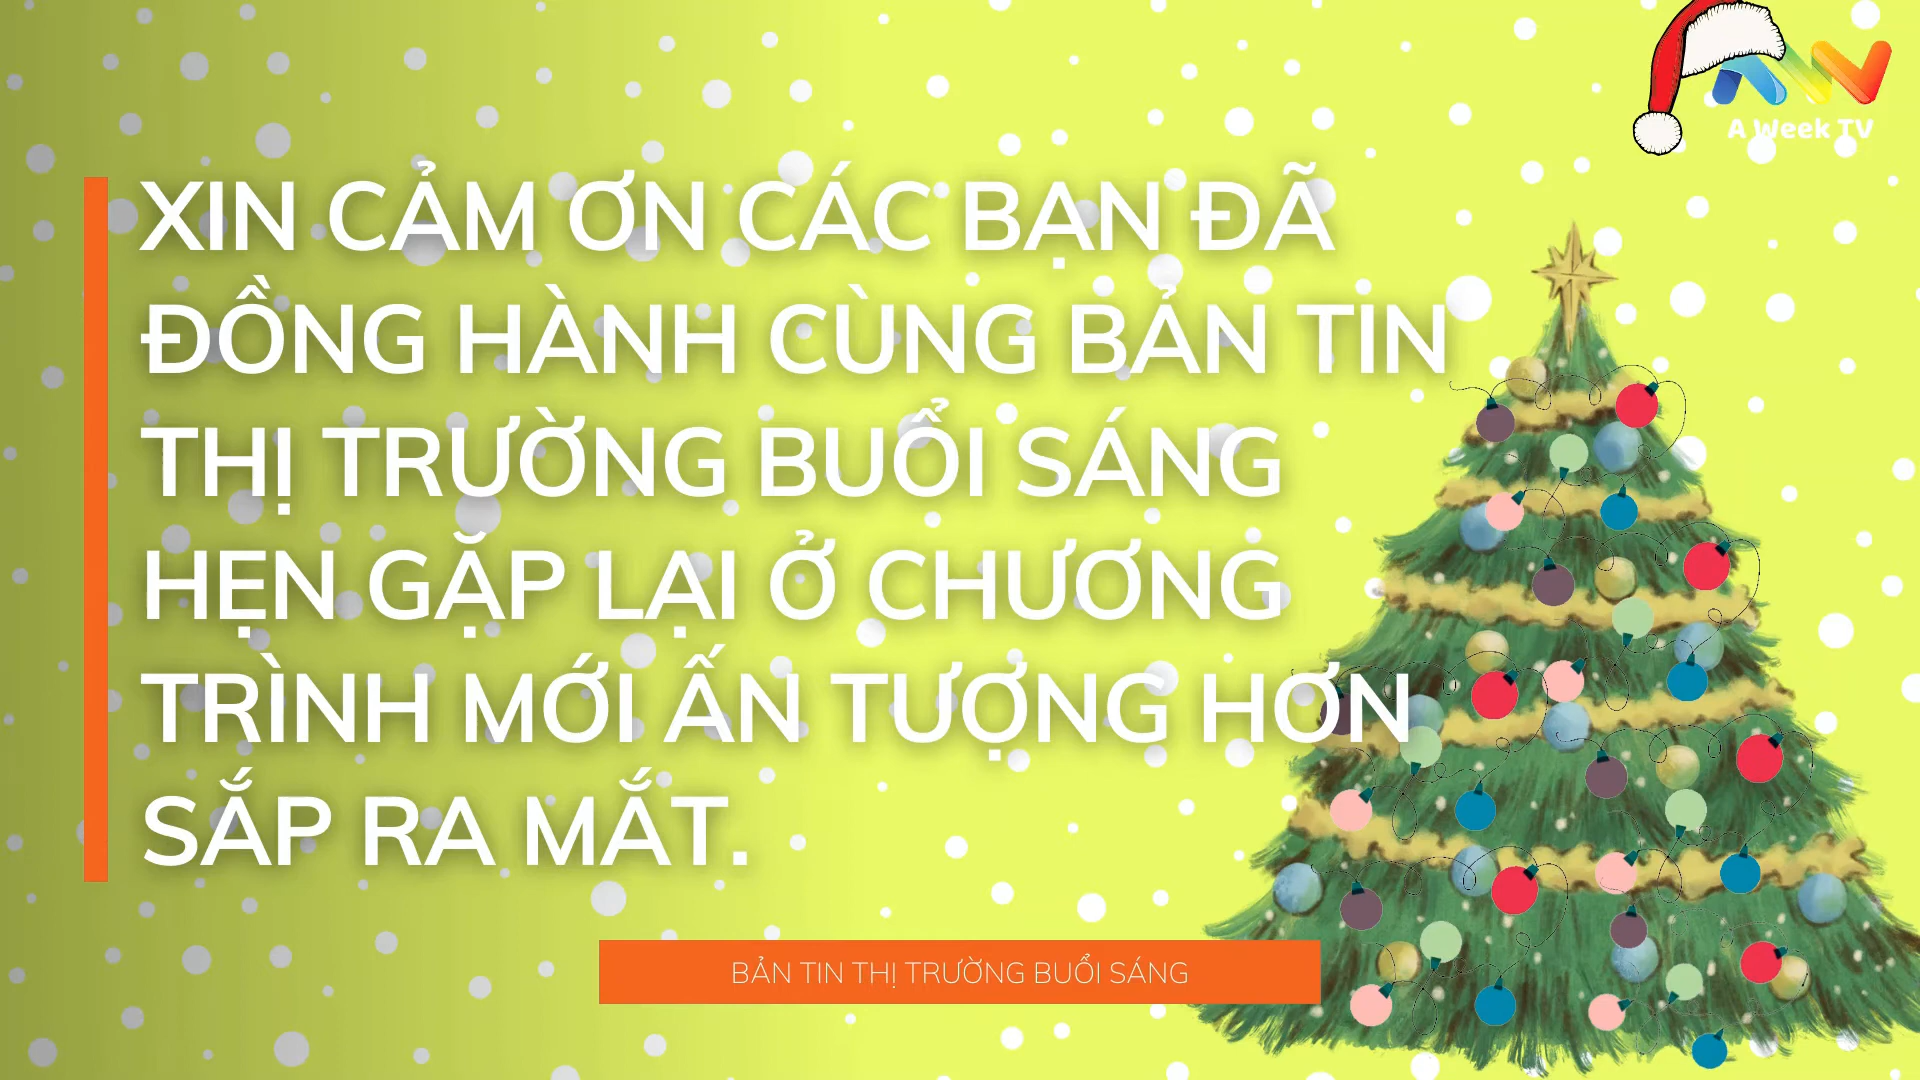 A Week TV
XIN CẢM ƠN CÁC BẠN ĐÃ
ĐỒNG HÀNH CÙNG BẢN TIN
THỊ TRƯỜNG BUỔI SÁNG
HẸN GẶP LẠI Ở CHƯƠNG
TRÌNH MỚI ẤN TƯỢNG HƠN
SẮP RA MẮT.
BẢN TIN THỊ TRƯỜNG BUỔI SÁNG